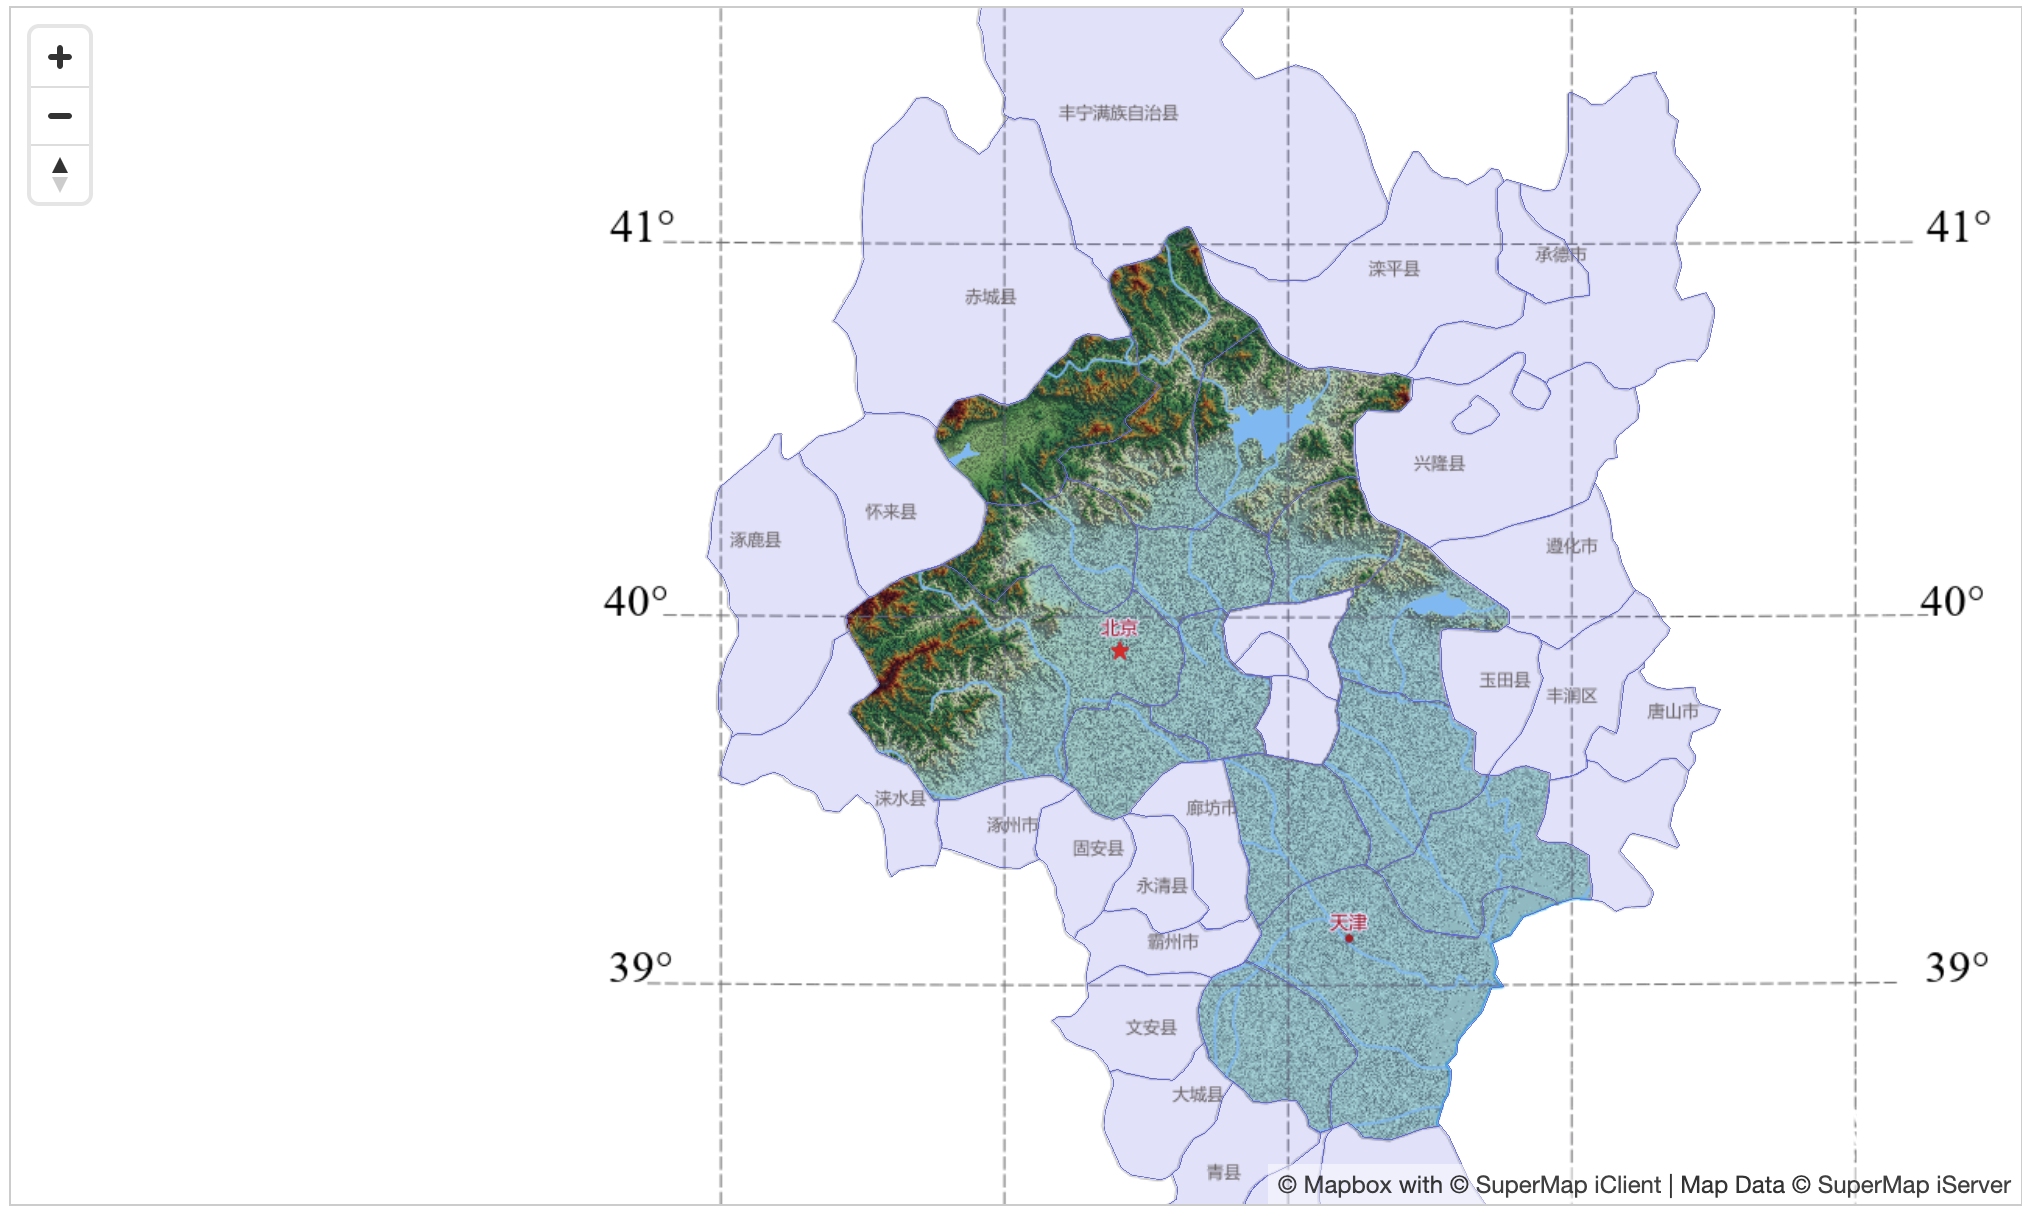 丰宁满族自治县
41°
41°
承德市
滦平县
赤城县
兴隆县
怀来县
涿鹿县
遵化市
40°
40°
北京
玉田县
丰润区
唐山市
涞水县
廊坊市
涿州市
固安县
永清县
天津
霸州市
39°
39°
文安县
大城县
青县
© Mapbox with © SuperMap iClient | Map Data © SuperMap iServer